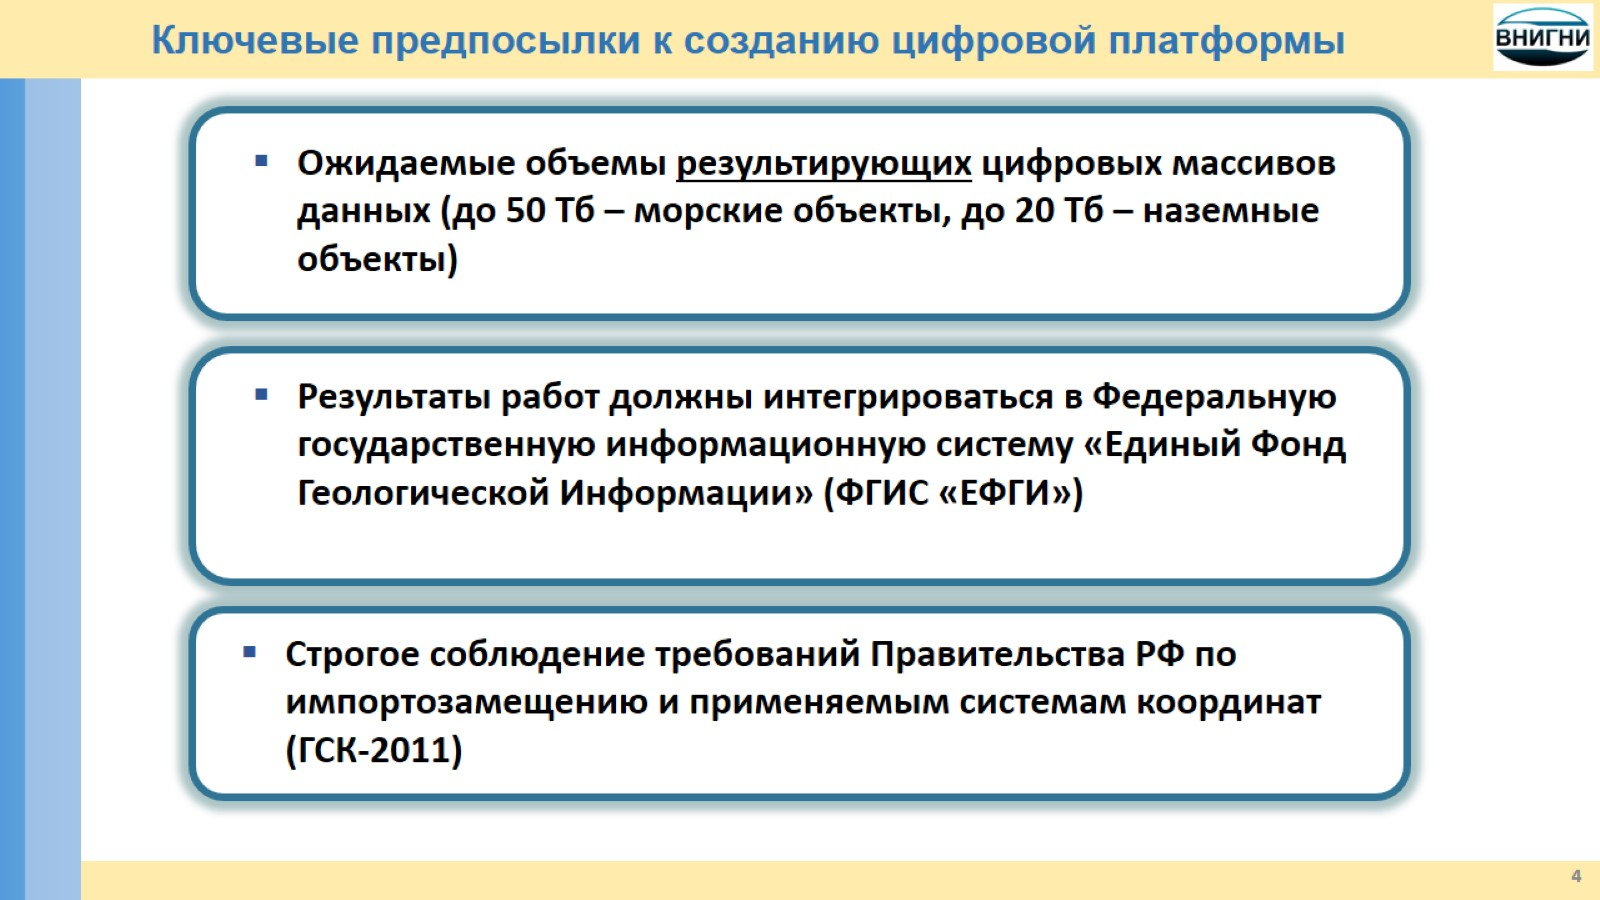 Ключевые предпосылки к созданию цифровой платформы
ВНИГНИ
▪ Ожидаемые объемы результирующих цифровых массивов
данных (до 50 Тб – морские объекты, до 20 Тб – наземные
объекты)
▪ Результаты работ должны интегрироваться в Федеральную
государственную информационную систему «Единый Фонд
Геологической Информации» (ФГИС «ЕФГИ»)
▪ Строгое соблюдение требований Правительства РФ по
импортозамещению и применяемым системам координат
(ГСК-2011)
4